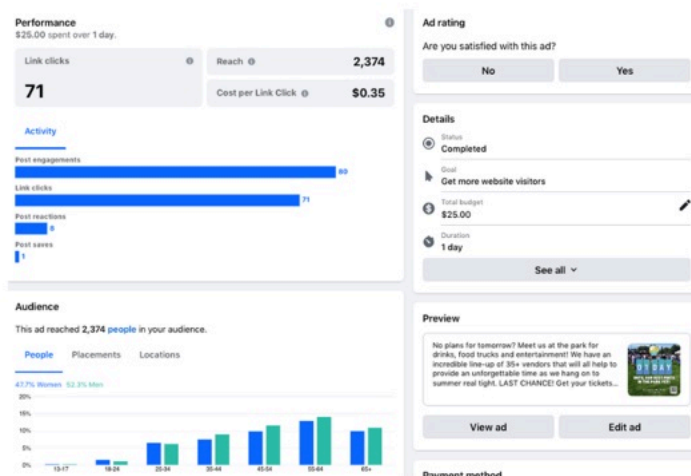 Performance
$25.00 spent over 1 day.
Link clicks
71
Reach
2,374
Cost per Link Click
$0.35
Activity
Post engagements
80
Link clicks
71
Post reactions
8
Post saves
1
Audience
This ad reached 2,374 people in your audience.
People Placements Locations
47.7% Women 52.3% Men
20%
15%
10%
5%
0%
13-17 18-24 25-34 35-44 45-54 55-64 65+
Ad rating
Are you satisfied with this ad?
No Yes
Details
Status
Completed
Goal
Get more website visitors
Total budget
$25.00
Duration
1 day
See all
Preview
No plans for tomorrow? Meet us at the park for
drinks, food trucks and entertainment! We have an
incredible line-up of 35+ vendors that will all help to
provide an unforgettable time as we hang on to
summer real tight. LAST CHANCE! Get your tickets...
View ad Edit ad
Payment method